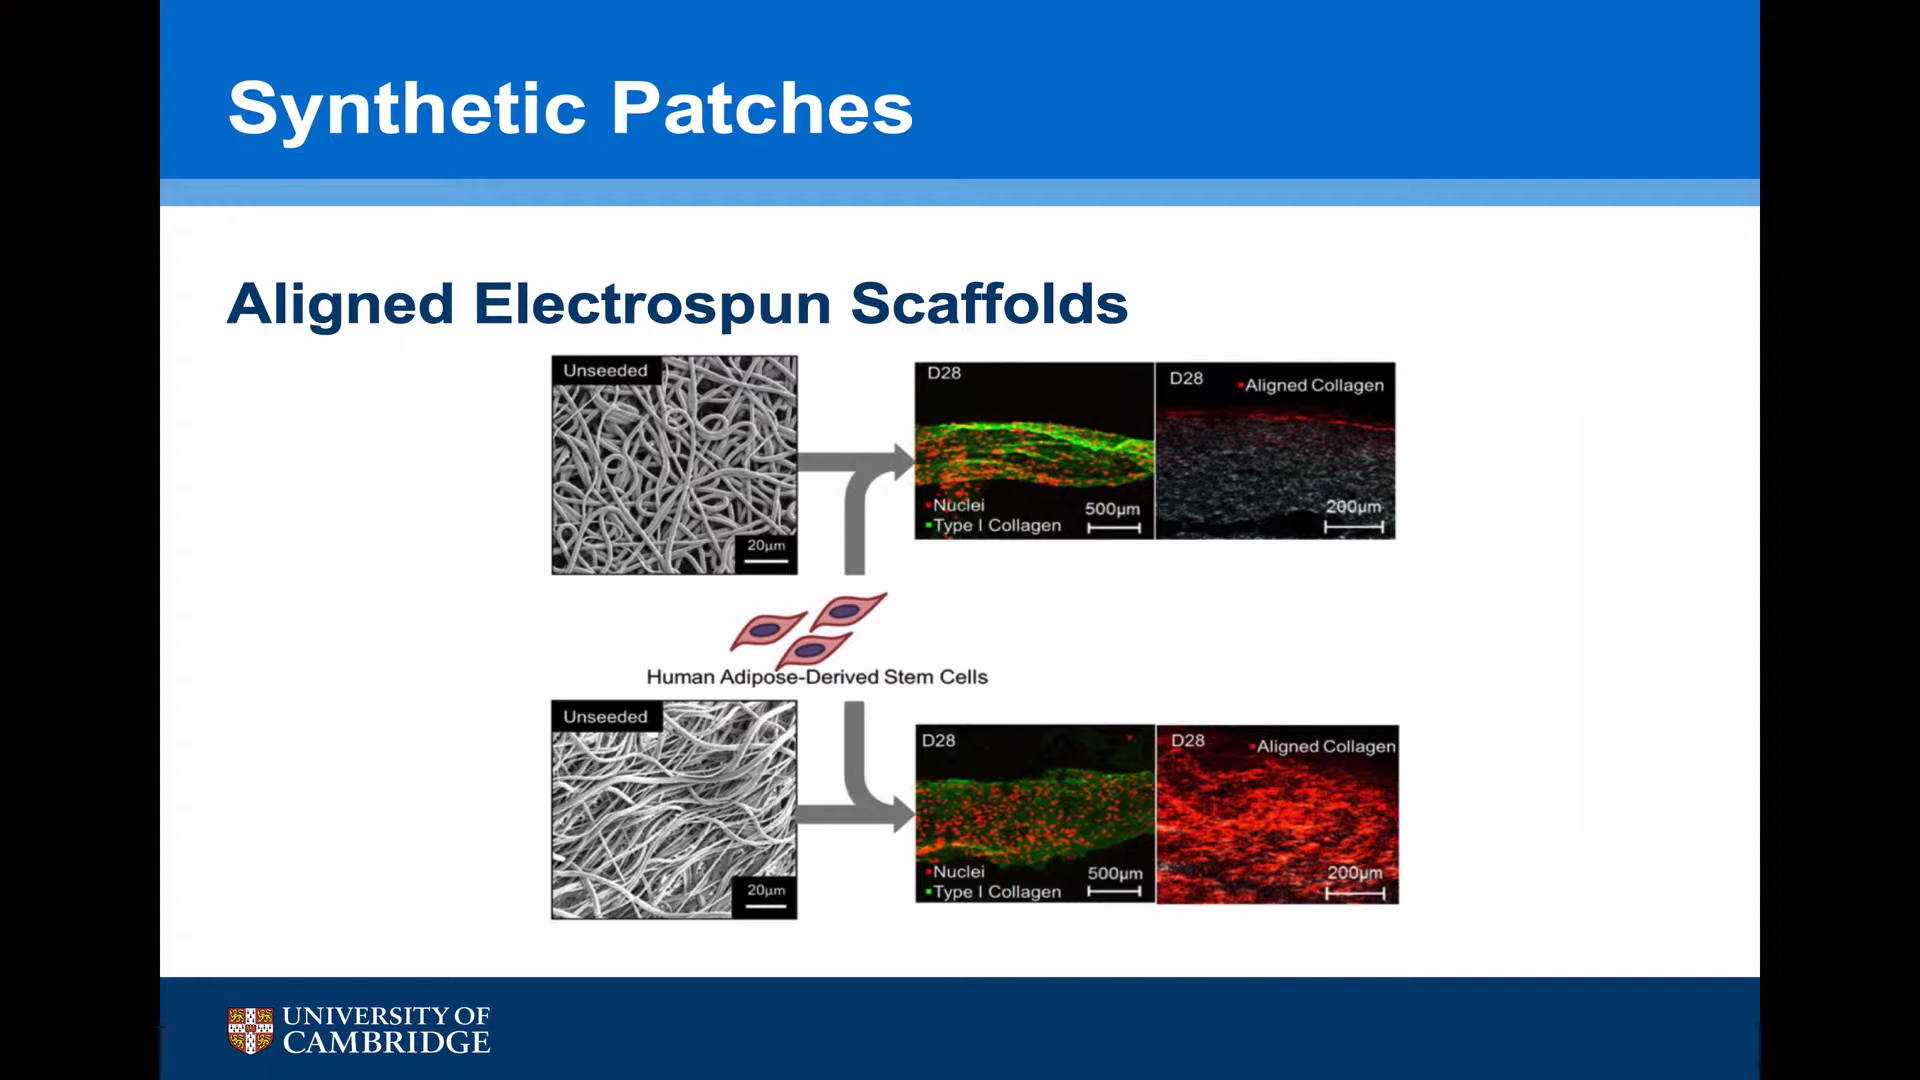 Synthetic Patches
Aligned Electrospun Scaffolds
Unseeded
20µm
D28
Nuclei
Type I Collagen
500µm
D28
Aligned Collagen
200µm
Human Adipose-Derived Stem Cells
Unseeded
20µm
D28
Nuclei
Type I Collagen
500µm
D28
Aligned Collagen
200µm
UNIVERSITY OF
CAMBRIDGE